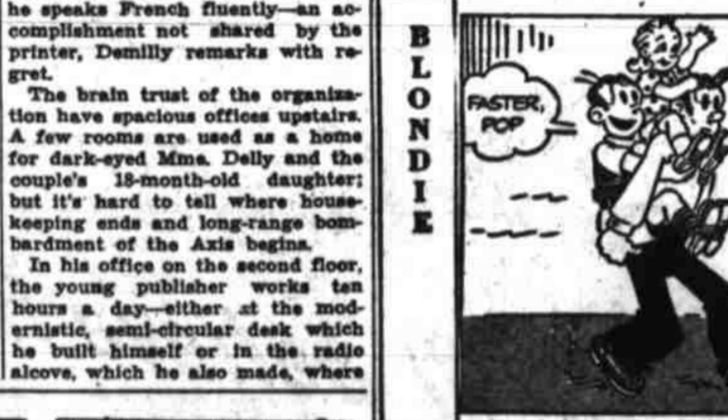 he speaks French fluently—an ac-
complishment not shared by the
printer, Demilly remarks with re-
gret.
The brain trust of the organiza-
tion have spacious offices upstairs.
A few rooms are used as a home
for dark-eyed Mme. Delly and the
couple's 18-month-old daughter;
but it's hard to tell where house-
keeping ends and long-range bom-
bardment of the Axis begins.
In his office on the second floor,
the young publisher works ten
hours a day—either at the mod-
ernistic, semi-circular desk which
he built himself or in the radio
alcove, which he also made, where
BLONDIE
FASTER,
POP